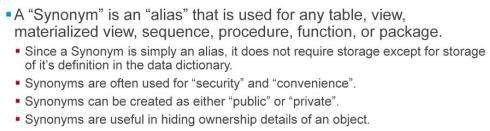 ▪ A “Synonym” is an “alias” that is used for any table, view,
materialized view, sequence, procedure, function, or package.
▪ Since a Synonym is simply an alias, it does not require storage except for storage
of it’s definition in the data dictionary.
▪ Synonyms are often used for “security” and “convenience”.
▪ Synonyms can be created as either “public” or “private”.
▪ Synonyms are useful in hiding ownership details of an object.